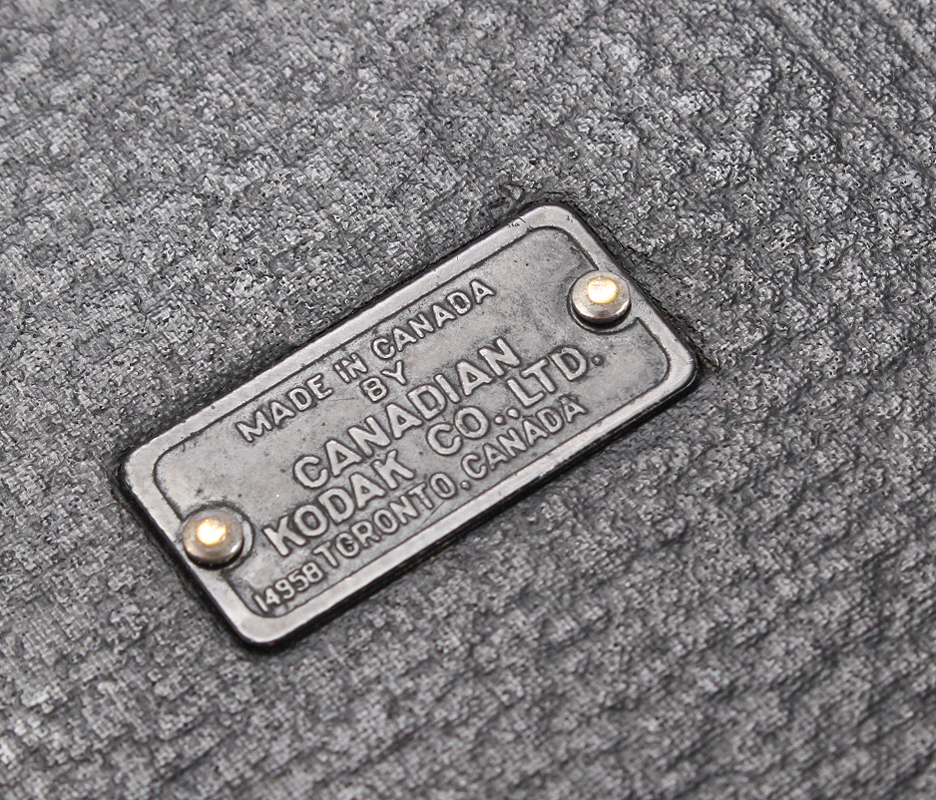 MADE IN CANADA
BY
CANADIAN
KODAK CO., LTD.
14958 TORONTO, CANADA